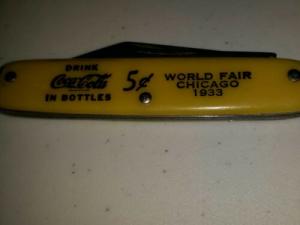 DRINK
Coca-Cola
IN BOTTLES
5¢
WORLD FAIR
CHICAGO
1933